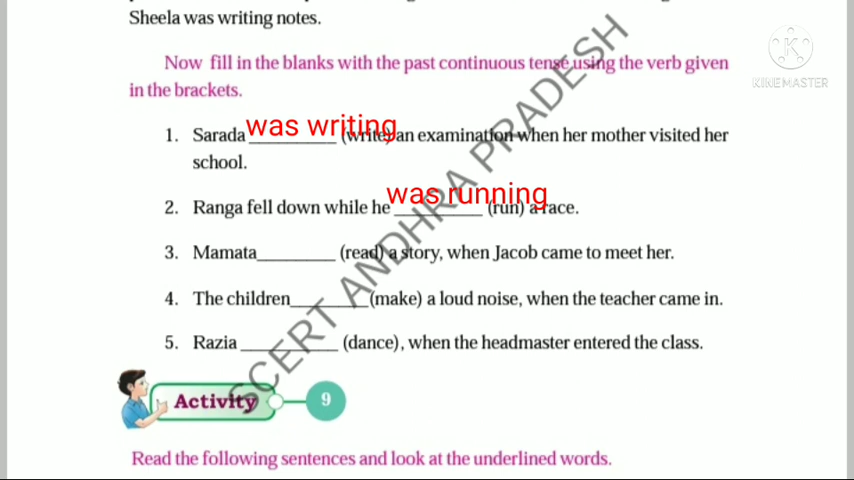 Sheela was writing notes.
Now fill in the blanks with the past continuous tense using the verb given
in the brackets.
KINEMASTER
1. Sarada was writing __________ (write) an examination when her mother visited her
school.
2. Ranga fell down while he was running __________ (run) a race.
3. Mamata_________ (read) a story, when Jacob came to meet her.
4. The children_________(make) a loud noise, when the teacher came in.
5. Razia ___________ (dance), when the headmaster entered the class.
SCERT ANDHRA PRADESH
Activity 9
Read the following sentences and look at the underlined words.